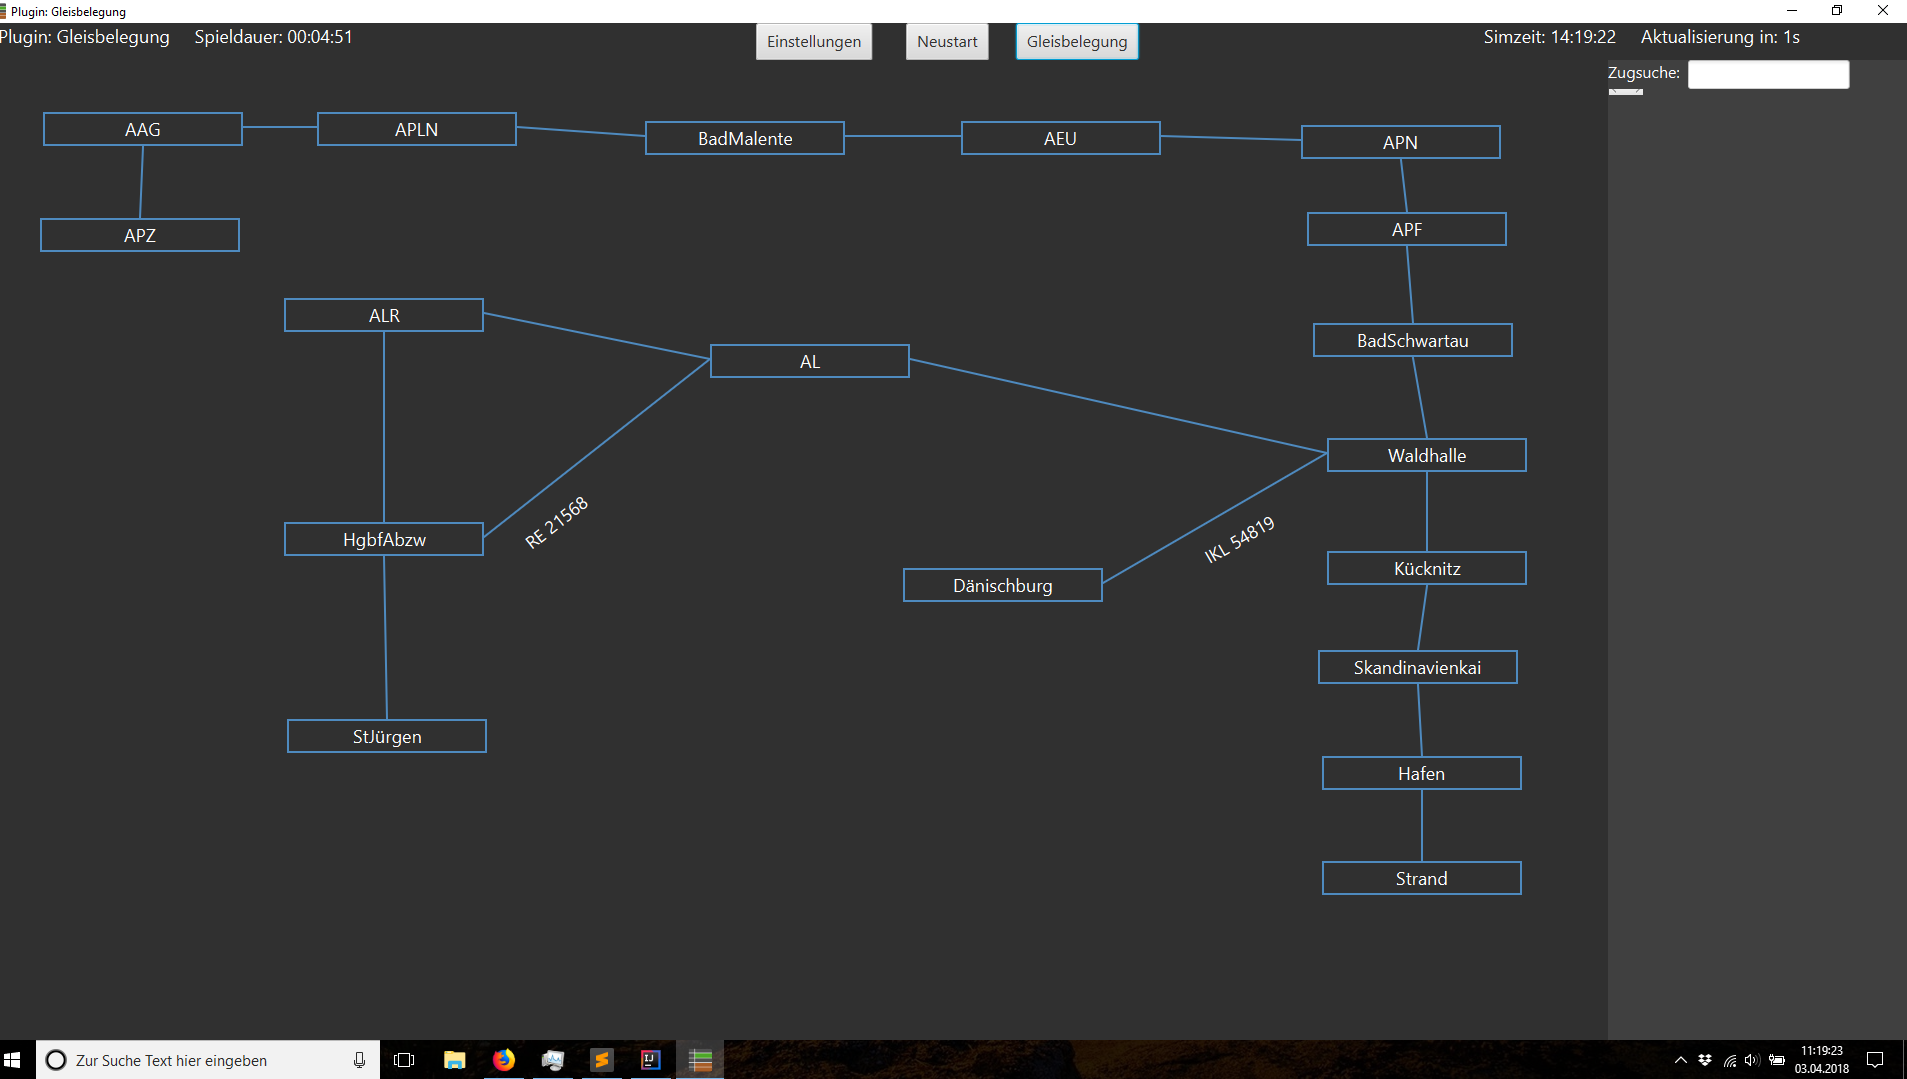 Plugin: Gleisbelegung
Plugin: Gleisbelegung Spieldauer: 00:04:51 Einstellungen Neustart Gleisbelegung Simzeit: 14:19:22 Aktualisierung in: 1s
Zugsuche:
AAG
APLN
BadMalente
AEU
APN
APZ
APF
ALR
BadSchwartau
AL
Waldhalle
RE 21568
HgbfAbzw
IKL 54819
Kücknitz
Dänischburg
Skandinavienkai
StJürgen
Hafen
Strand
Zur Suche Text hier eingeben
IJ
11:19:23
03.04.2018